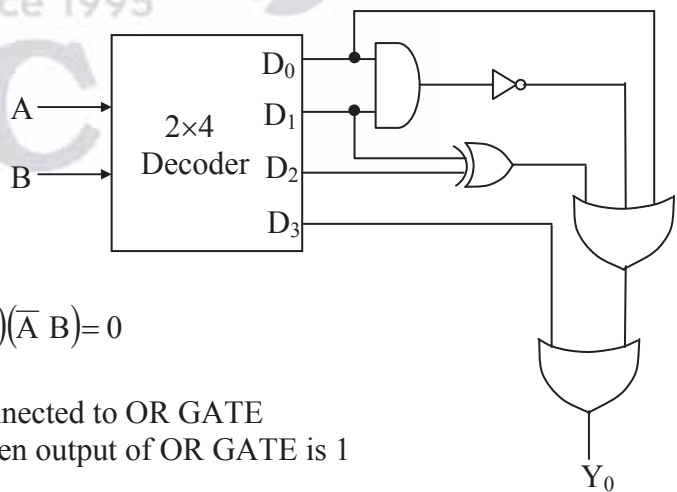 ce 1995
D₀
A
D₁
2×4
B
Decoder D₂
D₃
)(A̅ B)= 0
nnected to OR GATE
en output of OR GATE is 1
Y₀